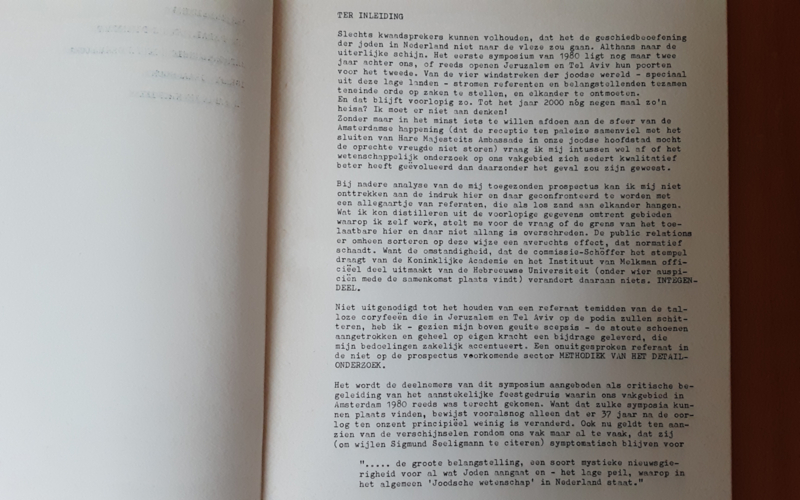 TER INLEIDING
Slechts kwaadsprekers kunnen volhouden, dat het de geschiedbeoefening
der joden in Nederland niet naar de vleze zou gaan. Althans naar de
uiterlijke schijn. Het eerste symposium van 1980 ligt nog maar twee
jaar achter ons, of reeds openen Jeruzalem en Tel Aviv hun poorten
voor het tweede. Van de vier windstreken der joodse wereld - speciaal
uit deze lage landen - stromen referenten en belangstellenden tezamen
teneinde orde op zaken te stellen, en elkander te ontmoeten.
En dat blijft voorlopig zo. Tot het jaar 2000 nòg negen maal zo'n
heisa? Ik moet er niet aan denken!
Zonder maar in het minst iets te willen afdoen aan de sfeer van de
Amsterdamse happening (dat de receptie ten paleize samenviel met het
sluiten van Hare Majesteits Ambassade in onze joodse hoofdstad mocht
de oprechte vreugde niet storen) vraag ik mij intussen wel af of het
wetenschappelijk onderzoek op ons vakgebied zich sedert kwalitatief
beter heeft geëvolueerd dan daarzonder het geval zou zijn geweest.
Bij nadere analyse van de mij toegezonden prospectus kan ik mij niet
onttrekken aan de indruk hier en daar geconfronteerd te worden met
een allegaartje van referaten, die als los zand aan elkander hangen.
Wat ik kon distilleren uit de voorlopige gegevens omtrent gebieden
waarop ik zelf werk, stelt me voor de vraag of de grens van het toe-
laatbare hier en daar niet allang is overschreden. De public relations
er omheen sorteren op deze wijze een averechts effect, dat normatief
schaadt. Want de omstandigheid, dat de commissie-Schöffer het stempel
draagt van de Koninklijke Academie en het Instituut van Melkman offi-
ciëel deel uitmaakt van de Hebreeuwse Universiteit (onder wier auspi-
ciën mede de samenkomst plaats vindt) verandert daaraan niets. INTEGEN-
DEEL.
Niet uitgenodigd tot het houden van een referaat temidden van de tal-
loze coryfeeën die in Jeruzalem en Tel Aviv op de podia zullen schit-
teren, heb ik - gezien mijn boven geuite scepsis - de stoute schoenen
aangetrokken en geheel op eigen kracht een bijdrage geleverd, die
mijn bedoelingen zakelijk accentueert. Een onuitgesproken referaat in
de niet op de prospectus voorkomende sector METHODIEK VAN HET DETAIL-
ONDERZOEK.
Het wordt de deelnemers van dit symposium aangeboden als critische be-
geleiding van het aanstekelijke feestgedruis waarin ons vakgebied in
Amsterdam 1980 reeds was terecht gekomen. Want dat zulke symposia kun-
nen plaats vinden, bewijst vooralsnog alleen dat er 37 jaar na de oor-
log ten onzent principiëel weinig is veranderd. Ook nu geldt ten aan-
zien van de verschijnselen rondom ons vak maar al te vaak, dat zij
(om wijlen Sigmund Seeligmann te citeren) symptomatisch blijven voor
"..... de groote belangstelling, een soort mystieke nieuwsgie-
righeid voor al wat Joden aangaat en - het lage peil, waarop in
het algemeen 'Joodsche wetenschap' in Nederland staat."